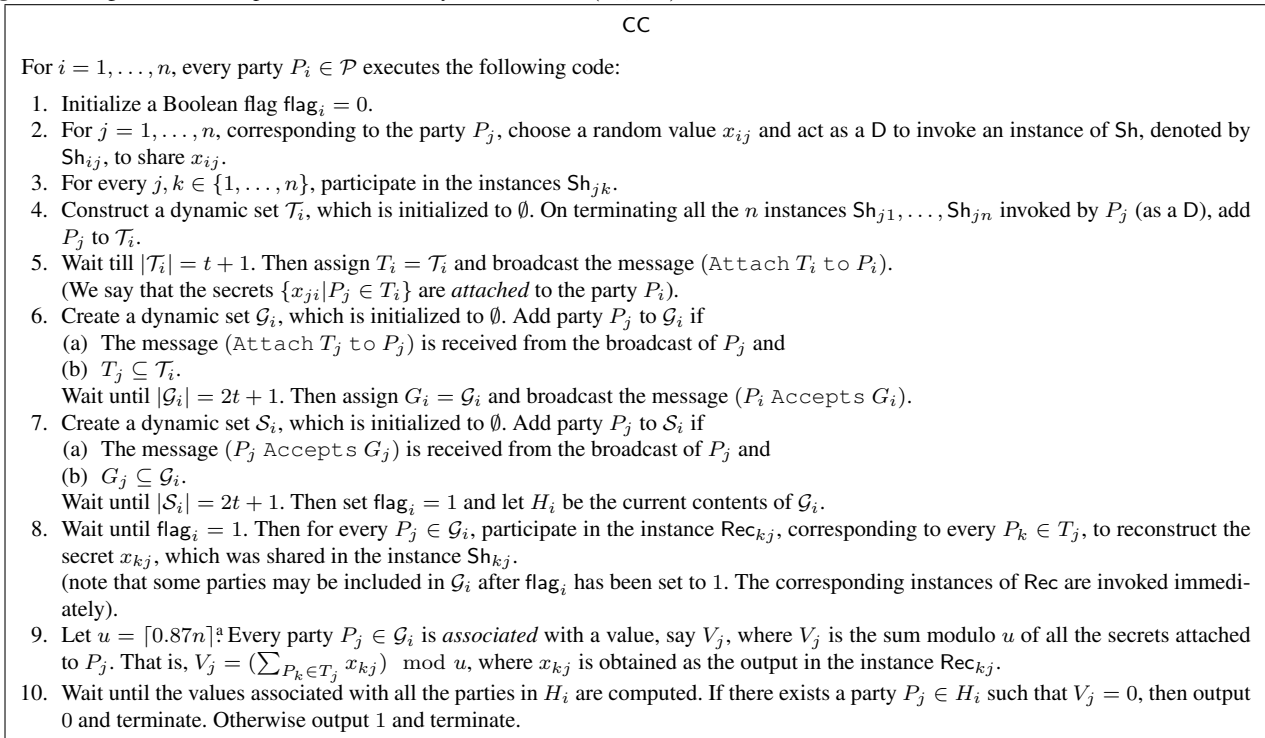 CC
For i = 1, . . . , n, every party P_i ∈ 𝒫 executes the following code:
1. Initialize a Boolean flag flag_i = 0.
2. For j = 1, . . . , n, corresponding to the party P_j, choose a random value x_ij and act as a D to invoke an instance of Sh, denoted by
Sh_ij, to share x_ij.
3. For every j, k ∈ {1, . . . , n}, participate in the instances Sh_jk.
4. Construct a dynamic set 𝒯_i, which is initialized to ∅. On terminating all the n instances Sh_j1, . . . , Sh_jn invoked by P_j (as a D), add
P_j to 𝒯_i.
5. Wait till |𝒯_i| = t + 1. Then assign T_i = 𝒯_i and broadcast the message (Attach T_i to P_i).
(We say that the secrets {x_ji|P_j ∈ T_i} are attached to the party P_i).
6. Create a dynamic set 𝒢_i, which is initialized to ∅. Add party P_j to 𝒢_i if
(a) The message (Attach T_j to P_j) is received from the broadcast of P_j and
(b) T_j ⊆ 𝒯_i.
Wait until |𝒢_i| = 2t + 1. Then assign G_i = 𝒢_i and broadcast the message (P_i Accepts G_i).
7. Create a dynamic set 𝒮_i, which is initialized to ∅. Add party P_j to 𝒮_i if
(a) The message (P_j Accepts G_j) is received from the broadcast of P_j and
(b) G_j ⊆ 𝒢_i.
Wait until |𝒮_i| = 2t + 1. Then set flag_i = 1 and let H_i be the current contents of 𝒢_i.
8. Wait until flag_i = 1. Then for every P_j ∈ 𝒢_i, participate in the instance Rec_kj, corresponding to every P_k ∈ T_j, to reconstruct the
secret x_kj, which was shared in the instance Sh_kj.
(note that some parties may be included in 𝒢_i after flag_i has been set to 1. The corresponding instances of Rec are invoked immedi-
ately).
9. Let u = ⌈0.87n⌉^a. Every party P_j ∈ 𝒢_i is associated with a value, say V_j, where V_j is the sum modulo u of all the secrets attached
to P_j. That is, V_j = (∑_{P_k∈T_j} x_kj) mod u, where x_kj is obtained as the output in the instance Rec_kj.
10. Wait until the values associated with all the parties in H_i are computed. If there exists a party P_j ∈ H_i such that V_j = 0, then output
0 and terminate. Otherwise output 1 and terminate.